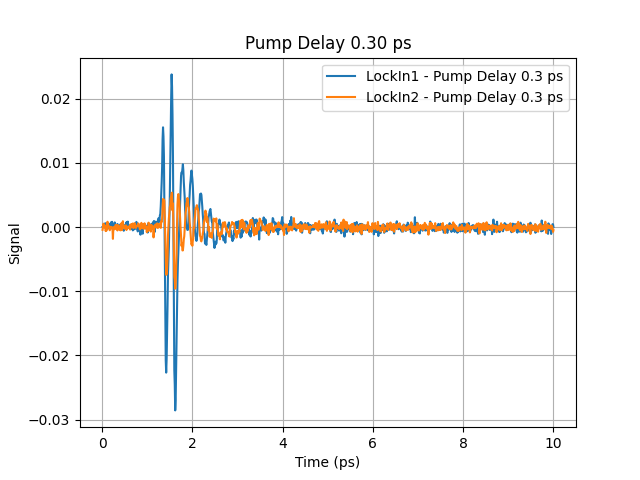 Pump Delay 0.30 ps
LockIn1 - Pump Delay 0.3 ps
LockIn2 - Pump Delay 0.3 ps
Signal
0.02
0.01
0.00
−0.01
−0.02
−0.03
0 2 4 6 8 10
Time (ps)